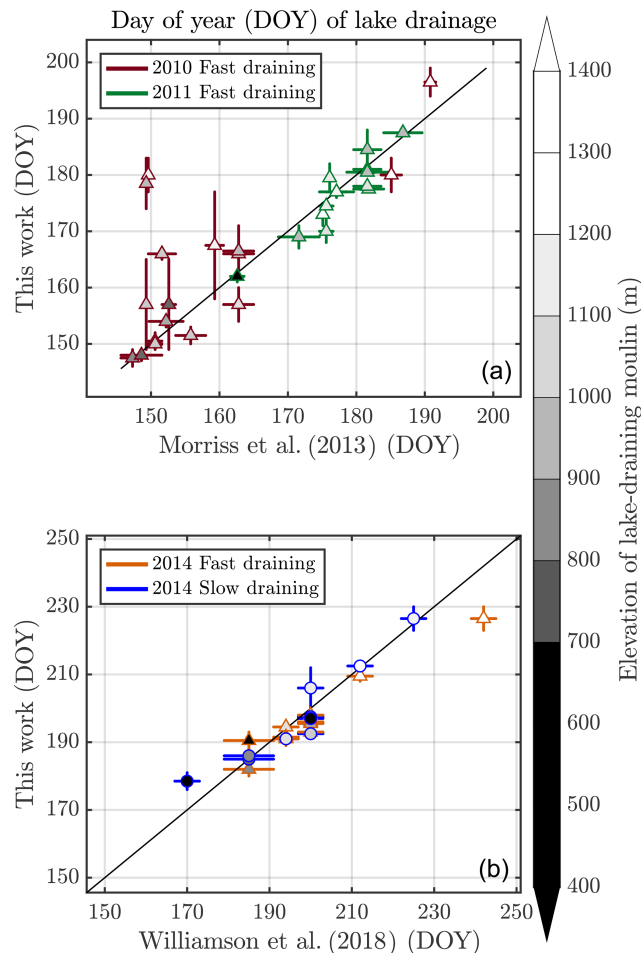 Day of year (DOY) of lake drainage
200
190
180
170
160
150
This work (DOY)
2010 Fast draining
2011 Fast draining
(a)
150 160 170 180 190 200
Morriss et al. (2013) (DOY)
250
230
210
190
170
150
This work (DOY)
2014 Fast draining
2014 Slow draining
(b)
150 170 190 210 230 250
Williamson et al. (2018) (DOY)
1400
1300
1200
1100
1000
900
800
700
600
500
400
Elevation of lake-draining moulin (m)